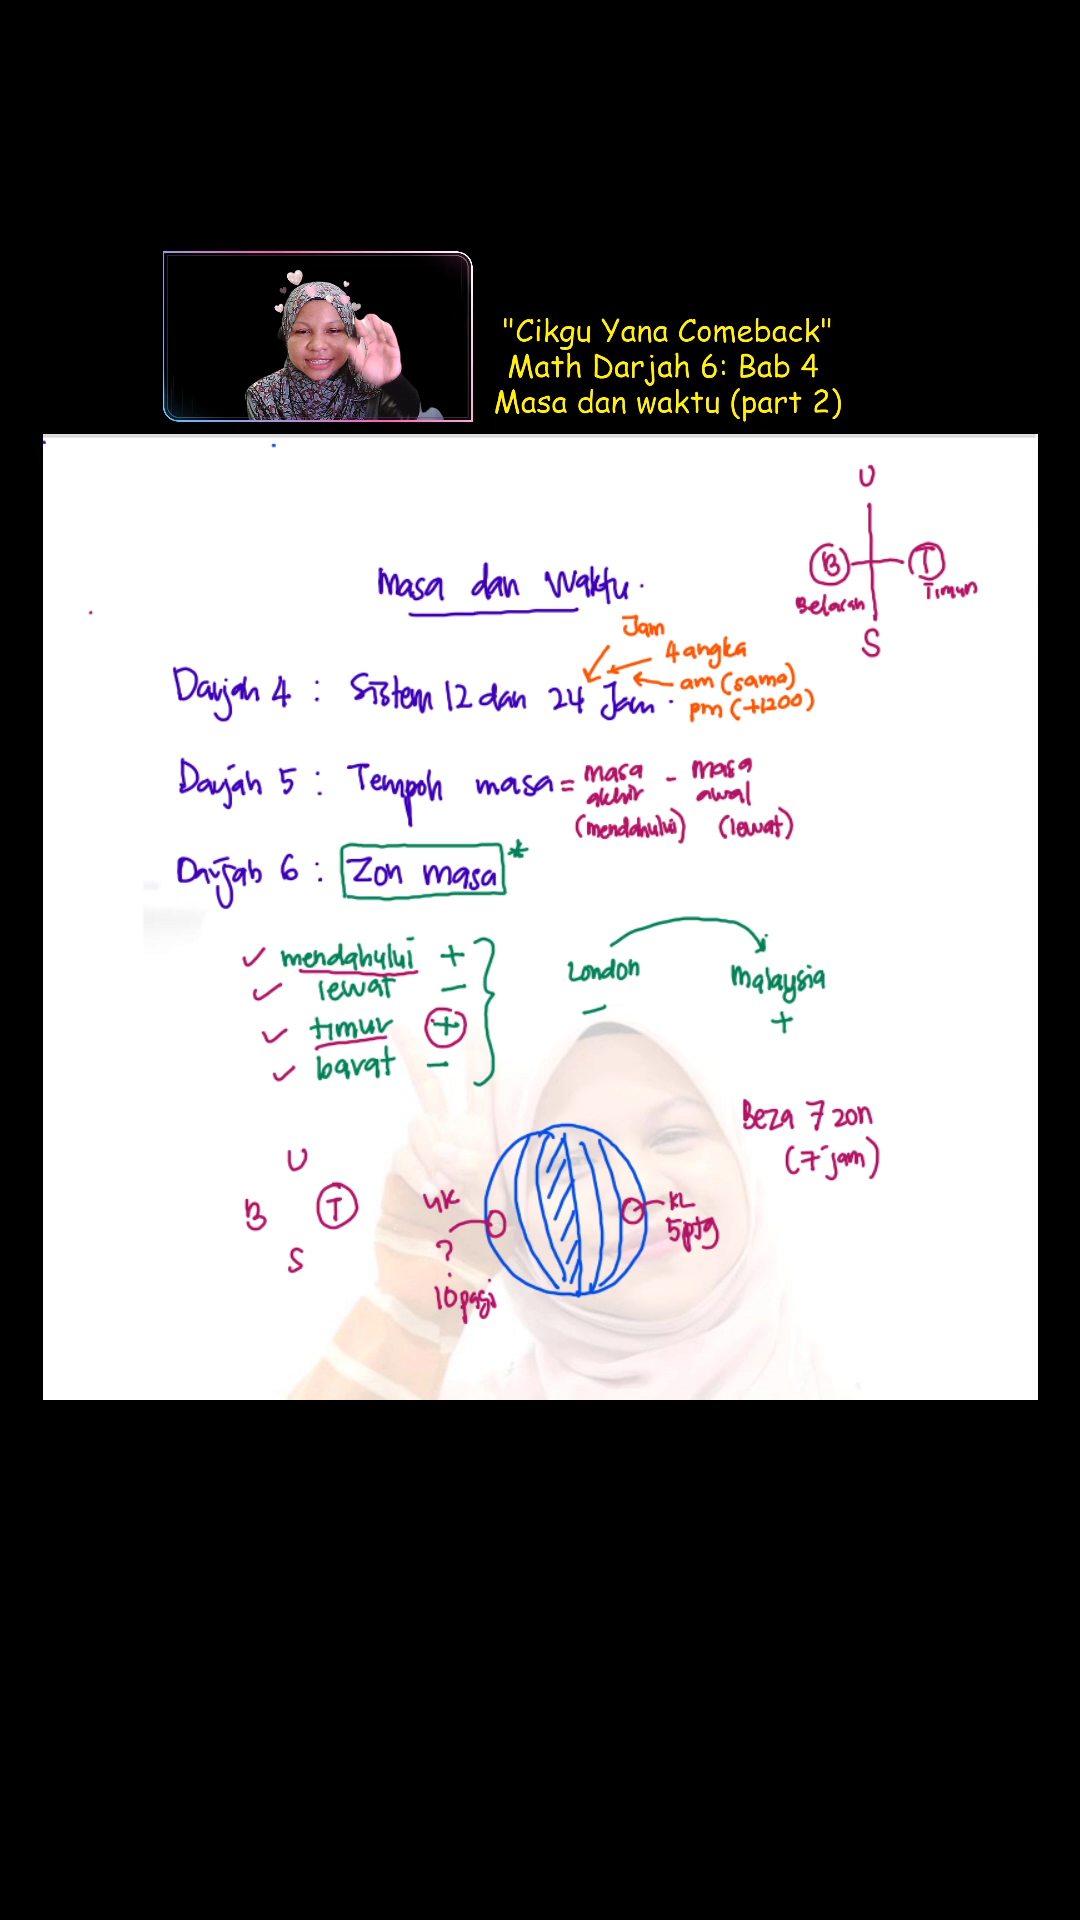 "Cikgu Yana Comeback"
Math Darjah 6: Bab 4
Masa dan waktu (part 2)
U
B T
Belacan Timun
S
Masa dan Waktu.
Jam
4 angka
am (sama)
pm (+1200)
Darjah 4 : Sistem 12 dan 24 Jam.
Darjah 5 : Tempoh masa = masa akhir - masa awal
(mendahului) (lewat)
Darjah 6 : Zon masa *
✓ mendahului +
✓ lewat -
✓ timur +
✓ barat -
London Malaysia
- +
Beza 7 zon
(7 jam)
U
B T
S
UK
?
10 pagi
KL
5 ptg